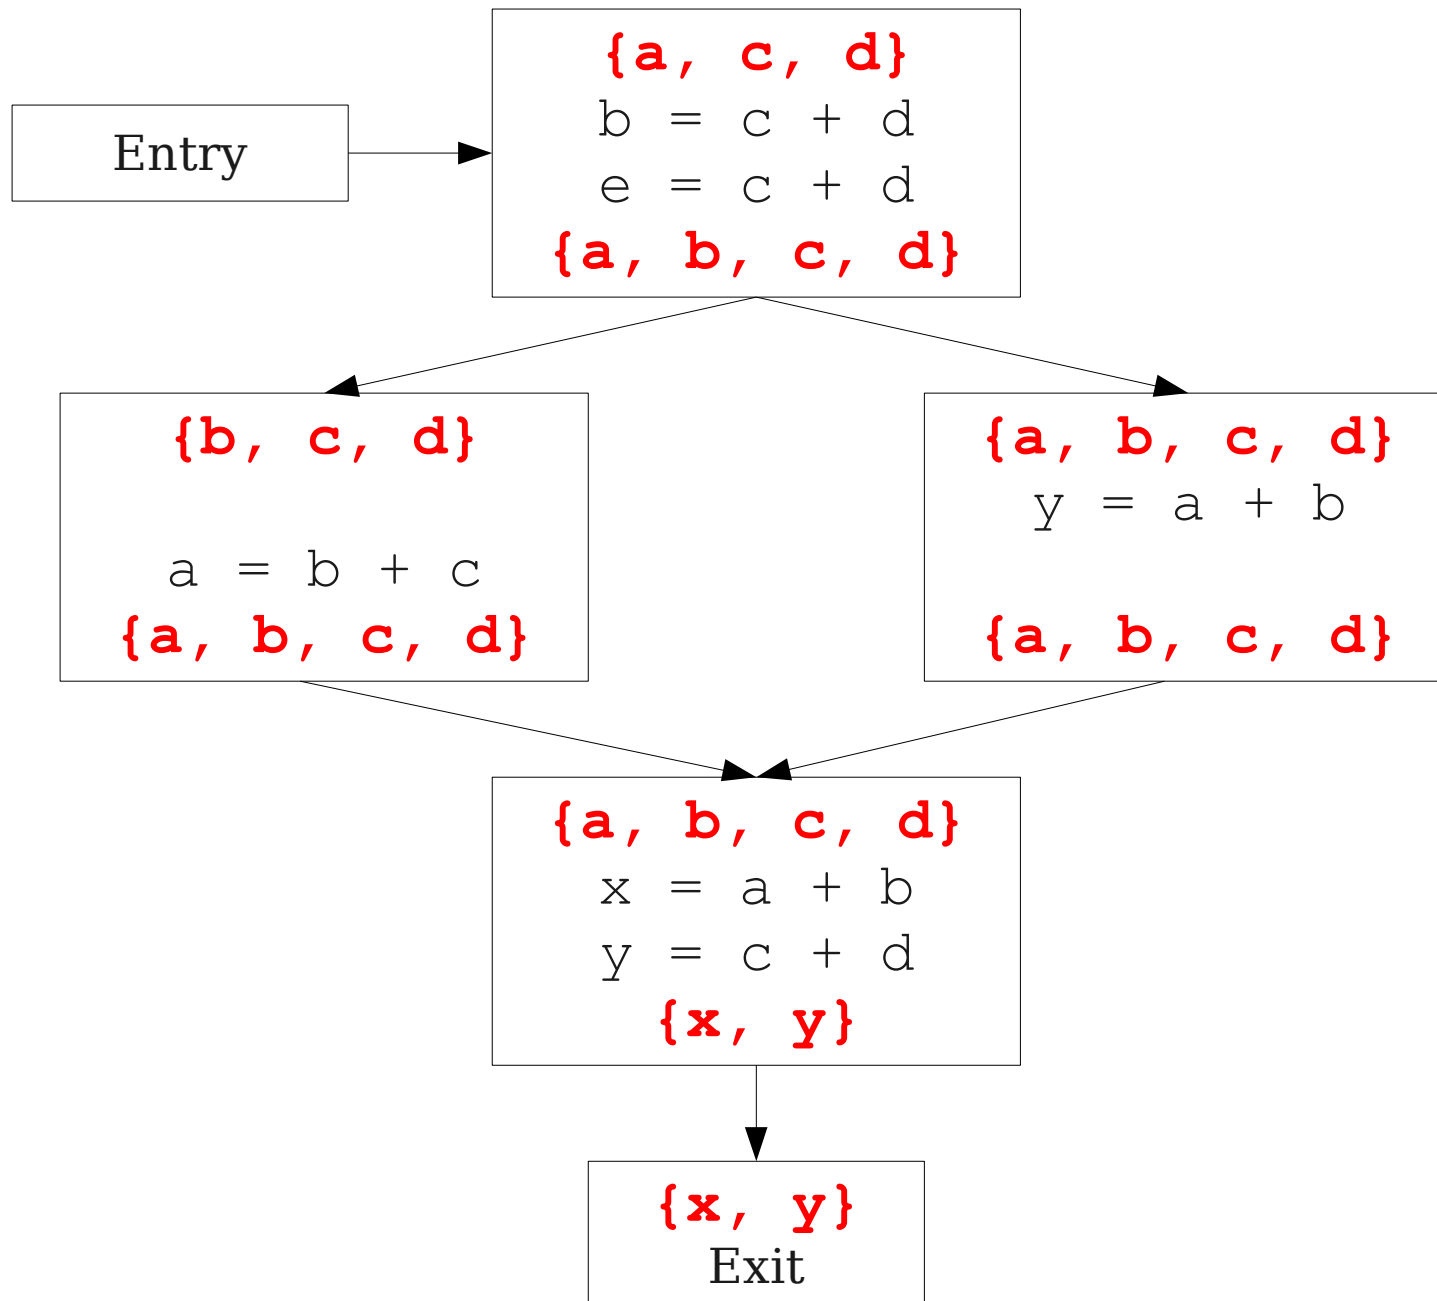 {a, c, d}
b = c + d
e = c + d
{a, b, c, d}
Entry
{b, c, d}
a = b + c
{a, b, c, d}
{a, b, c, d}
y = a + b
{a, b, c, d}
{a, b, c, d}
x = a + b
y = c + d
{x, y}
{x, y}
Exit